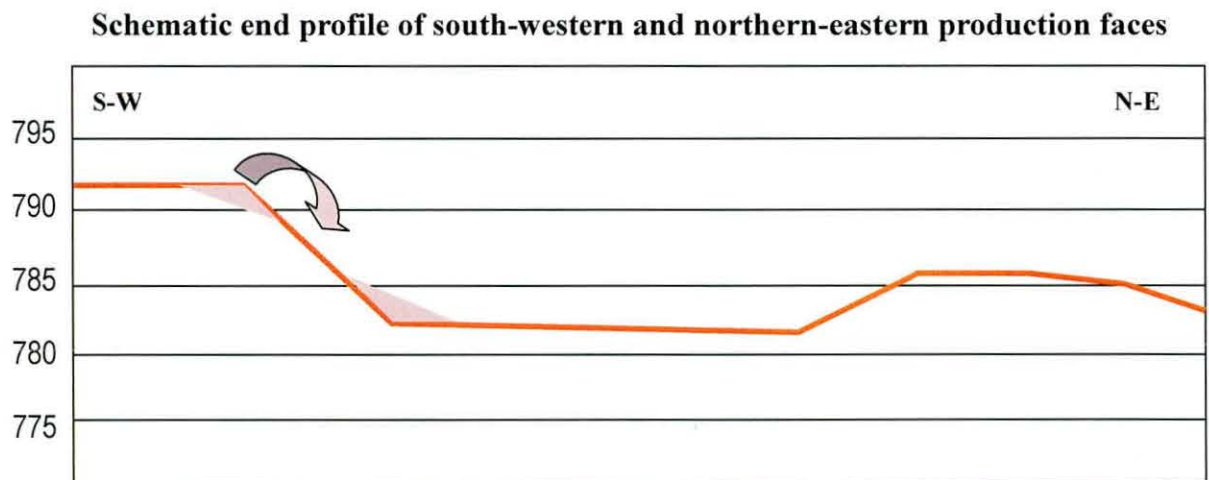 Schematic end profile of south-western and northern-eastern production faces
S-W
N-E
795
790
785
780
775